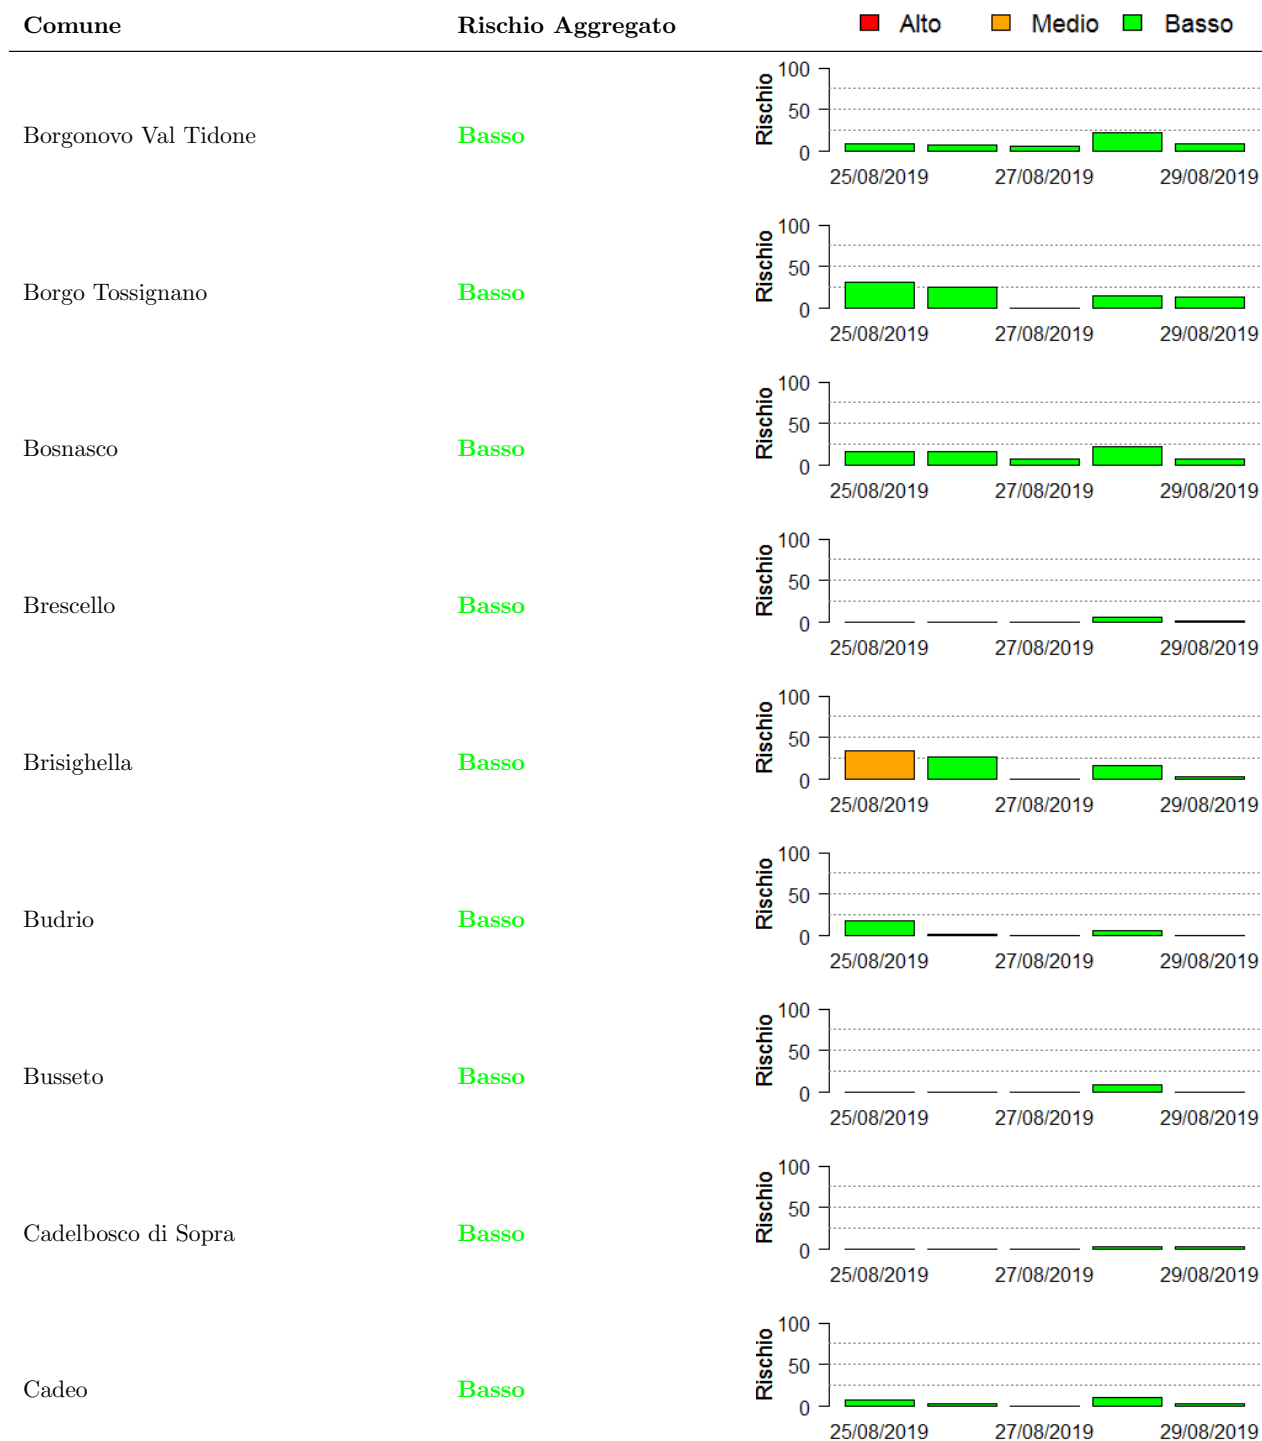 Comune Rischio Aggregato Alto Medio Basso
100
50
0
Rischio
Borgonovo Val Tidone Basso
25/08/2019 27/08/2019 29/08/2019
100
50
0
Rischio
Borgo Tossignano Basso
25/08/2019 27/08/2019 29/08/2019
100
50
0
Rischio
Bosnasco Basso
25/08/2019 27/08/2019 29/08/2019
100
50
0
Rischio
Brescello Basso
25/08/2019 27/08/2019 29/08/2019
100
50
0
Rischio
Brisighella Basso
25/08/2019 27/08/2019 29/08/2019
100
50
0
Rischio
Budrio Basso
25/08/2019 27/08/2019 29/08/2019
100
50
0
Rischio
Busseto Basso
25/08/2019 27/08/2019 29/08/2019
100
50
0
Rischio
Cadelbosco di Sopra Basso
25/08/2019 27/08/2019 29/08/2019
100
50
0
Rischio
Cadeo Basso
25/08/2019 27/08/2019 29/08/2019